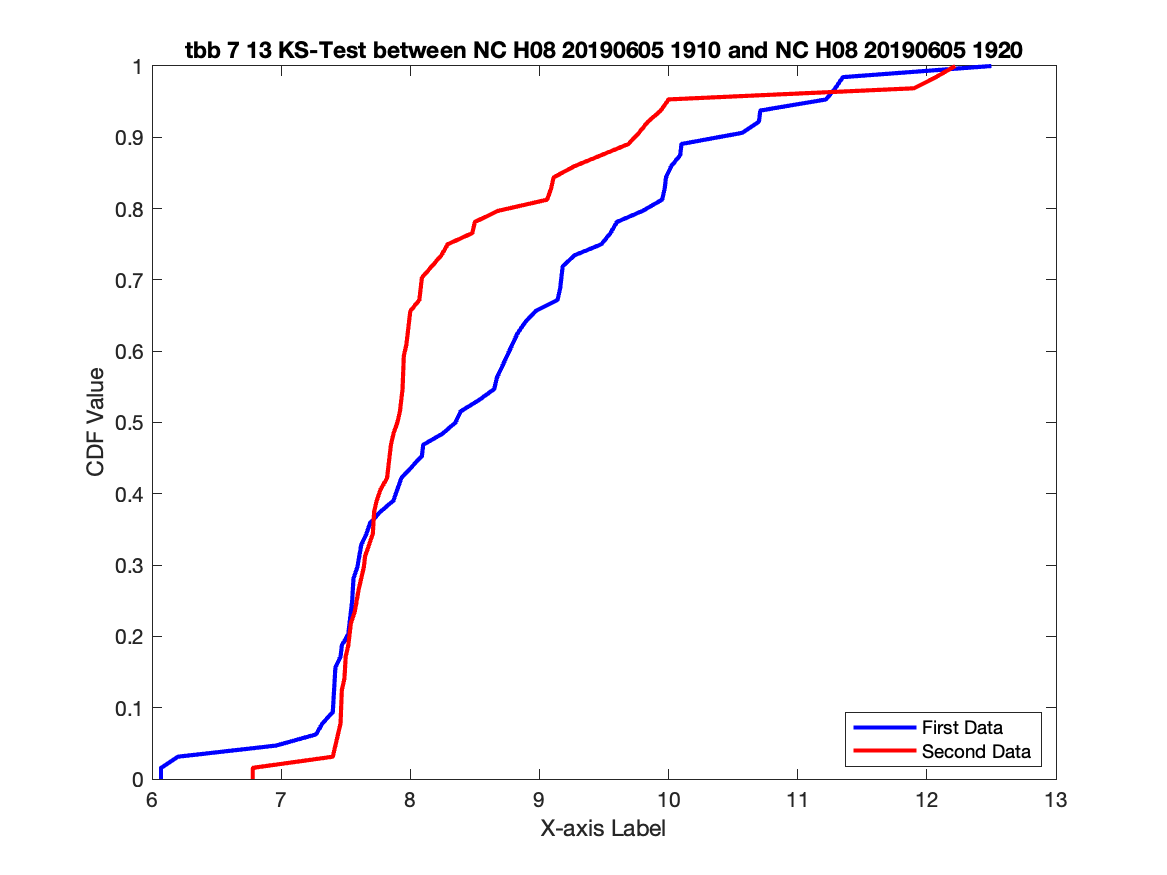 tbb 7 13 KS-Test between NC H08 20190605 1910 and NC H08 20190605 1920
1
0.9
0.8
0.7
0.6
0.5
0.4
0.3
0.2
0.1
0
CDF Value
First Data
Second Data
6 7 8 9 10 11 12 13
X-axis Label